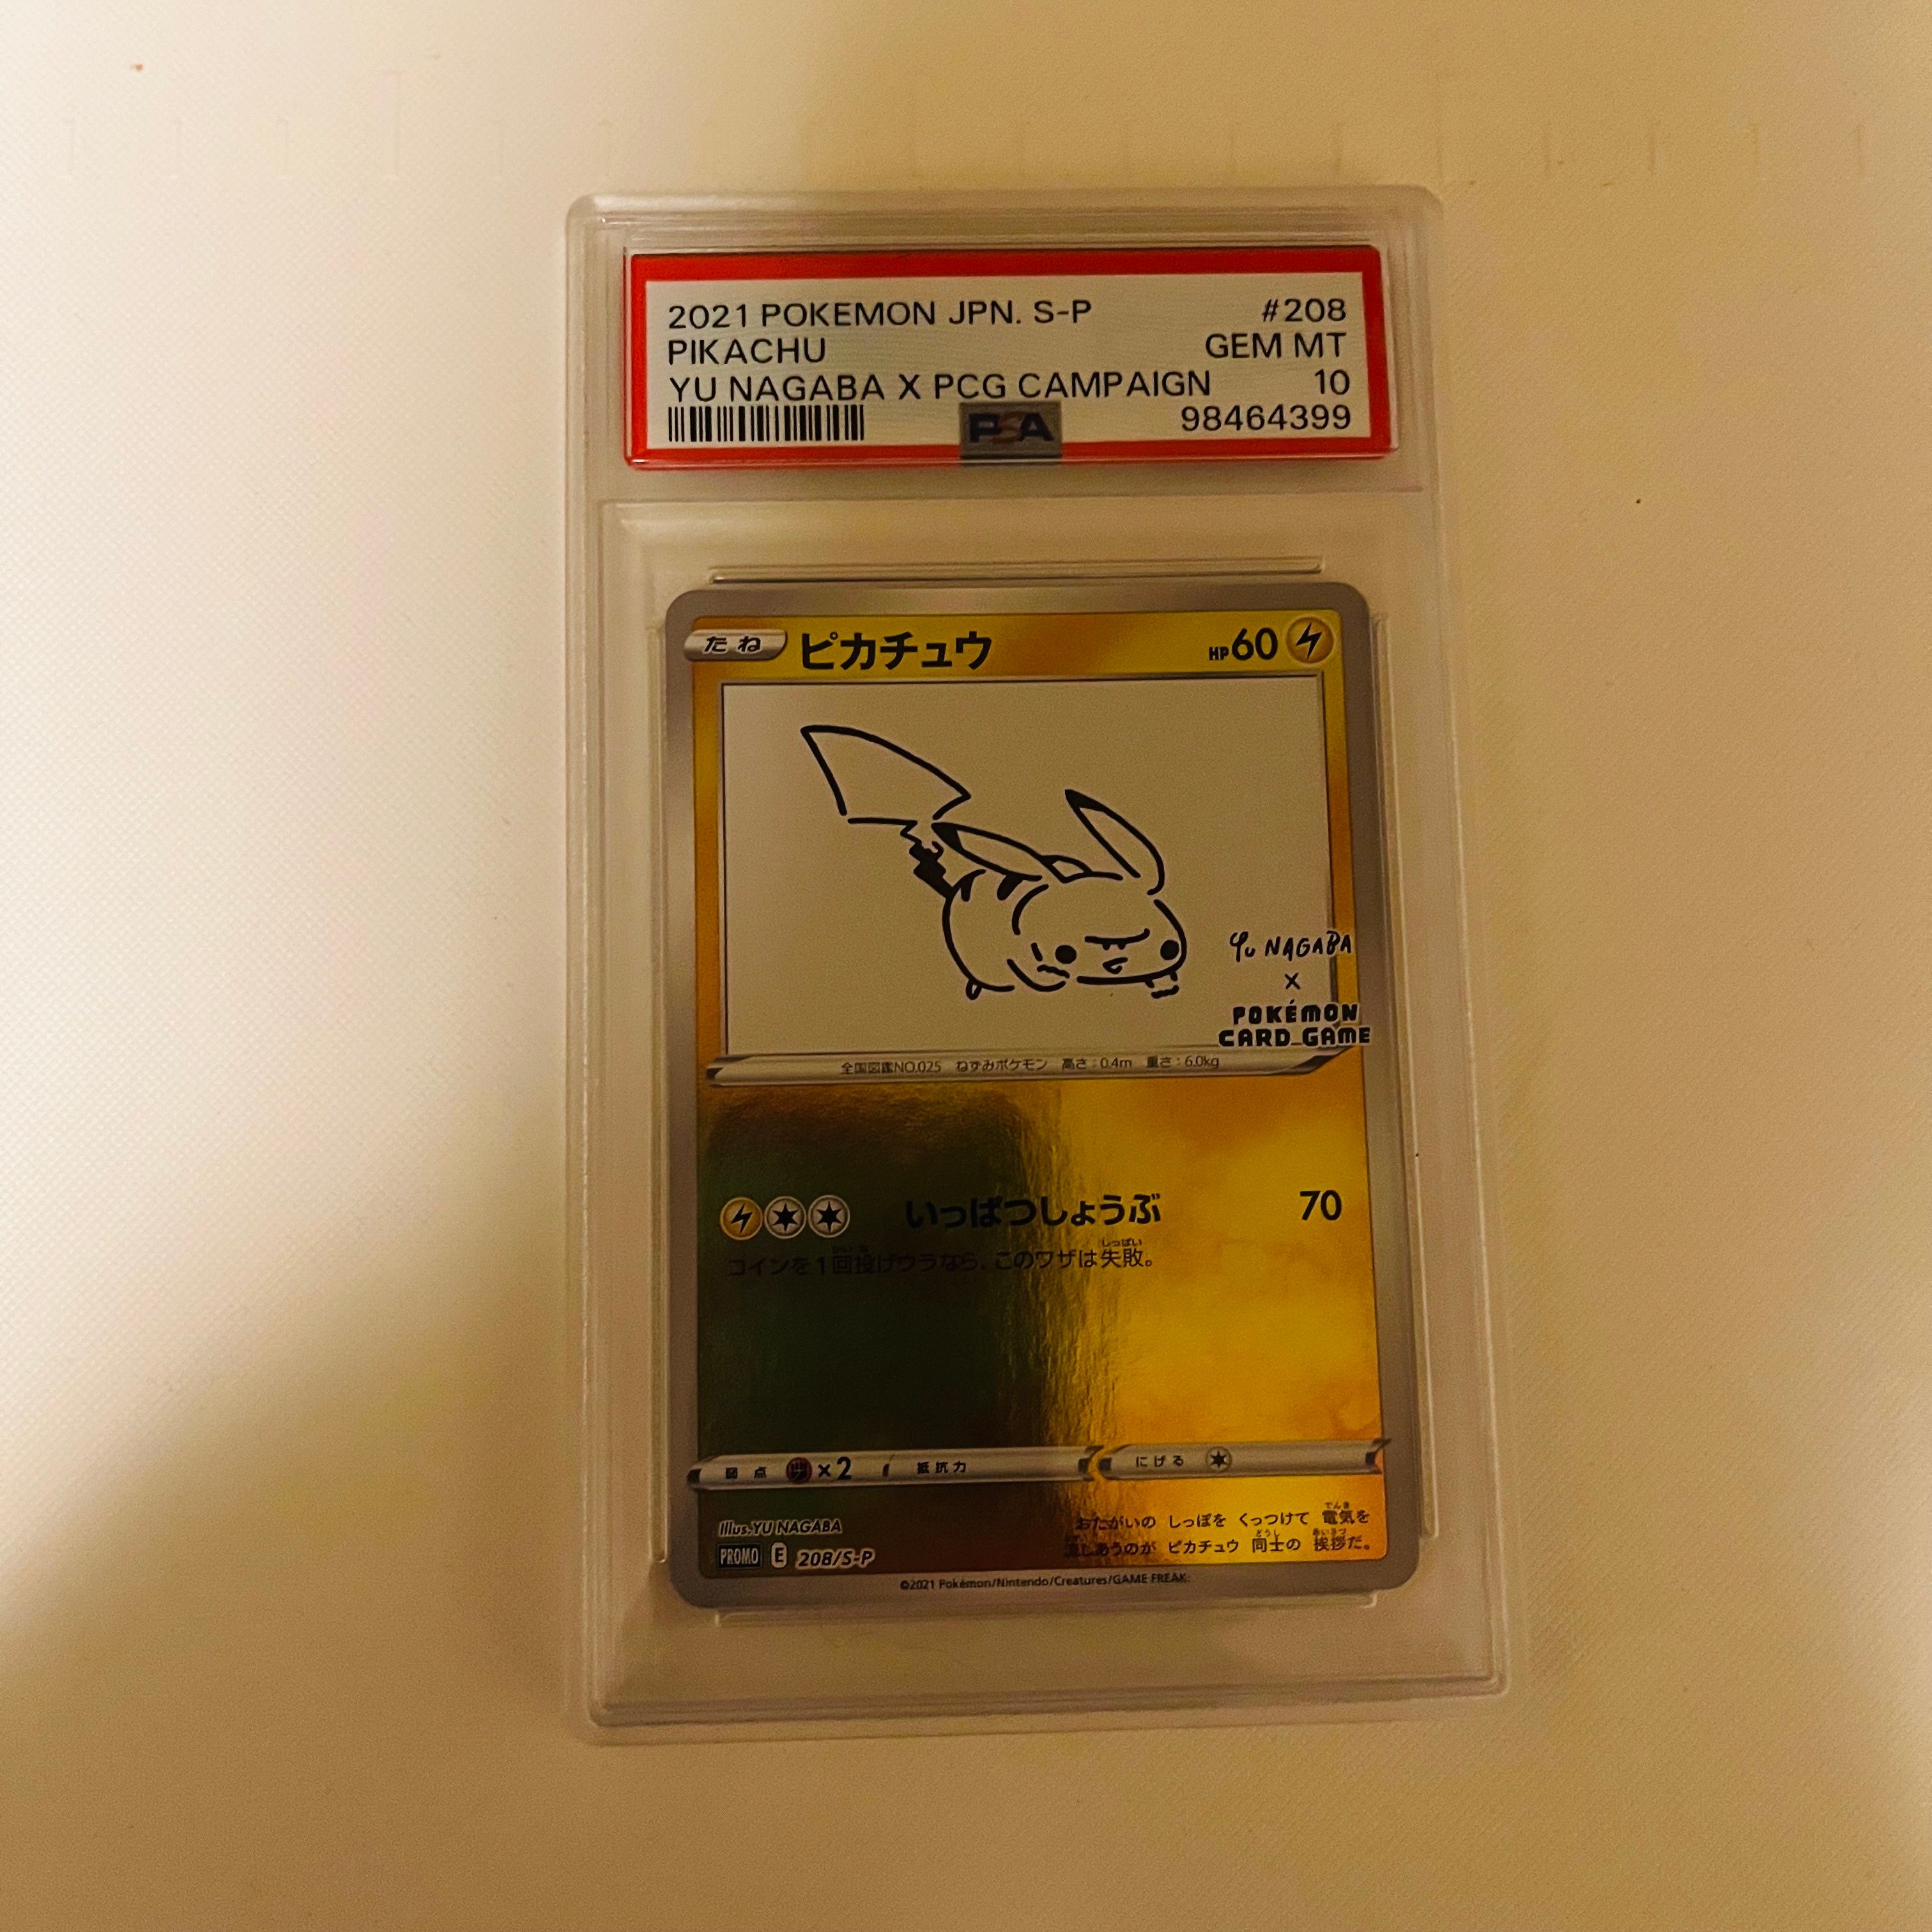 2021 POKEMON JPN. S-P #208
PIKACHU GEM MT
YU NAGABA X PCG CAMPAIGN 10
PSA 98464399
たね ピカチュウ HP60
YU NAGABA
×
POKÉMON
CARD GAME
全国図鑑NO.025 ねずみポケモン 高さ:0.4m 重さ:6.0kg
いっぱつしょうぶ 70
コインを1回投げウラなら、このワザは失敗。
弱点 ×2 抵抗力 にげる
Illus.YU NAGABA
PROMO E 208/S-P
おたがいの しっぽを くっつけて 電気を
しあうのが ピカチュウ 同士の 挨拶だ。
©2021 Pokémon/Nintendo/Creatures/GAME FREAK.